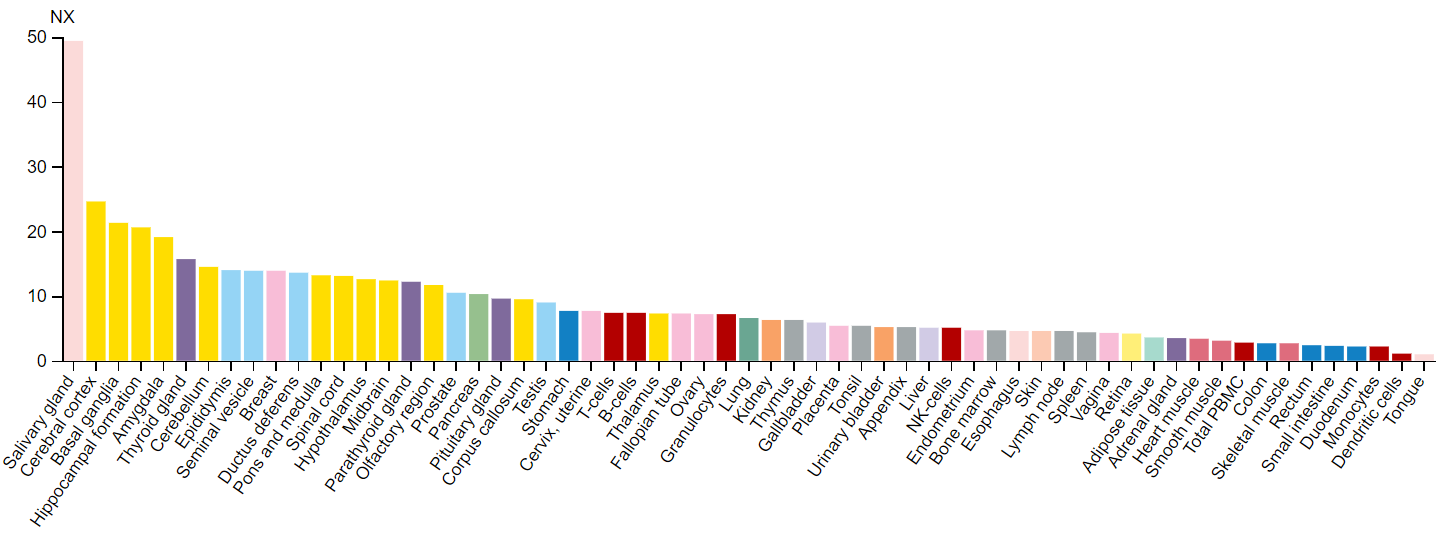 NX
50
40
30
20
10
0
Salivary gland
Cerebral cortex
Basal ganglia
Hippocampal formation
Amygdala
Thyroid gland
Cerebellum
Epididymis
Seminal vesicle
Breast
Ductus deferens
Pons and medulla
Spinal cord
Hypothalamus
Midbrain
Parathyroid gland
Olfactory region
Prostate
Pancreas
Pituitary gland
Corpus callosum
Testis
Stomach
Cervix, uterine
T-cells
B-cells
Thalamus
Fallopian tube
Ovary
Granulocytes
Lung
Kidney
Thymus
Gallbladder
Placenta
Tonsil
Urinary bladder
Appendix
Liver
NK-cells
Endometrium
Bone marrow
Esophagus
Skin
Lymph node
Spleen
Vagina
Retina
Adipose tissue
Adrenal gland
Heart muscle
Smooth muscle
Total PBMC
Colon
Skeletal muscle
Rectum
Small intestine
Duodenum
Monocytes
Dendritic cells
Tongue